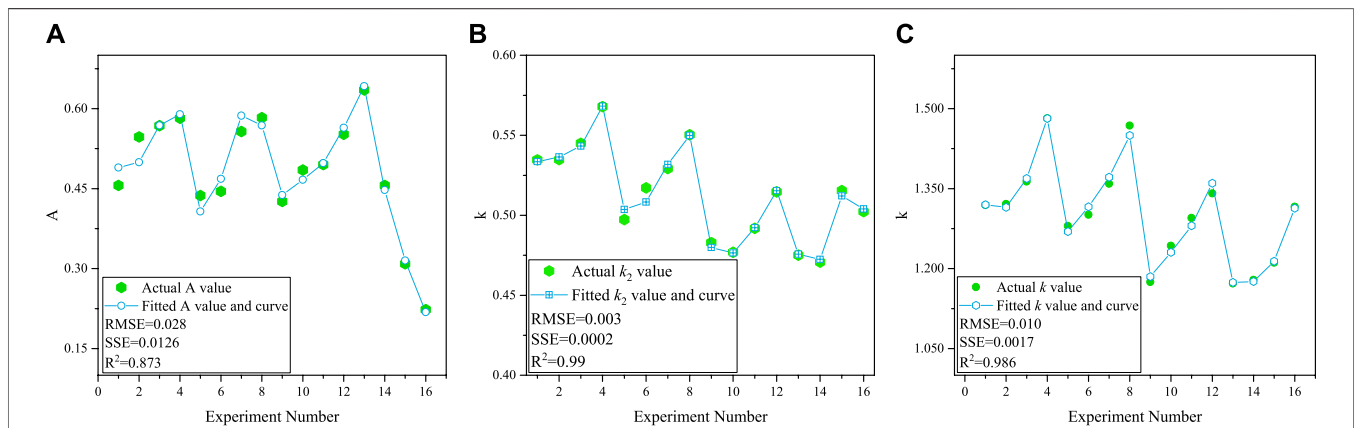 A
0.60
0.45
0.30
0.15
A
Actual A value
Fitted A value and curve
RMSE=0.028
SSE=0.0126
R²=0.873
0 2 4 6 8 10 12 14 16
Experiment Number
B
0.60
0.55
0.50
0.45
0.40
k
Actual k₂ value
Fitted k₂ value and curve
RMSE=0.003
SSE=0.0002
R²=0.99
2 4 6 8 10 12 14 16
Experiment Number
C
1.500
1.350
1.200
1.050
k
Actual k value
Fitted k value and curve
RMSE=0.010
SSE=0.0017
R²=0.986
0 2 4 6 8 10 12 14 16
Experiment Number